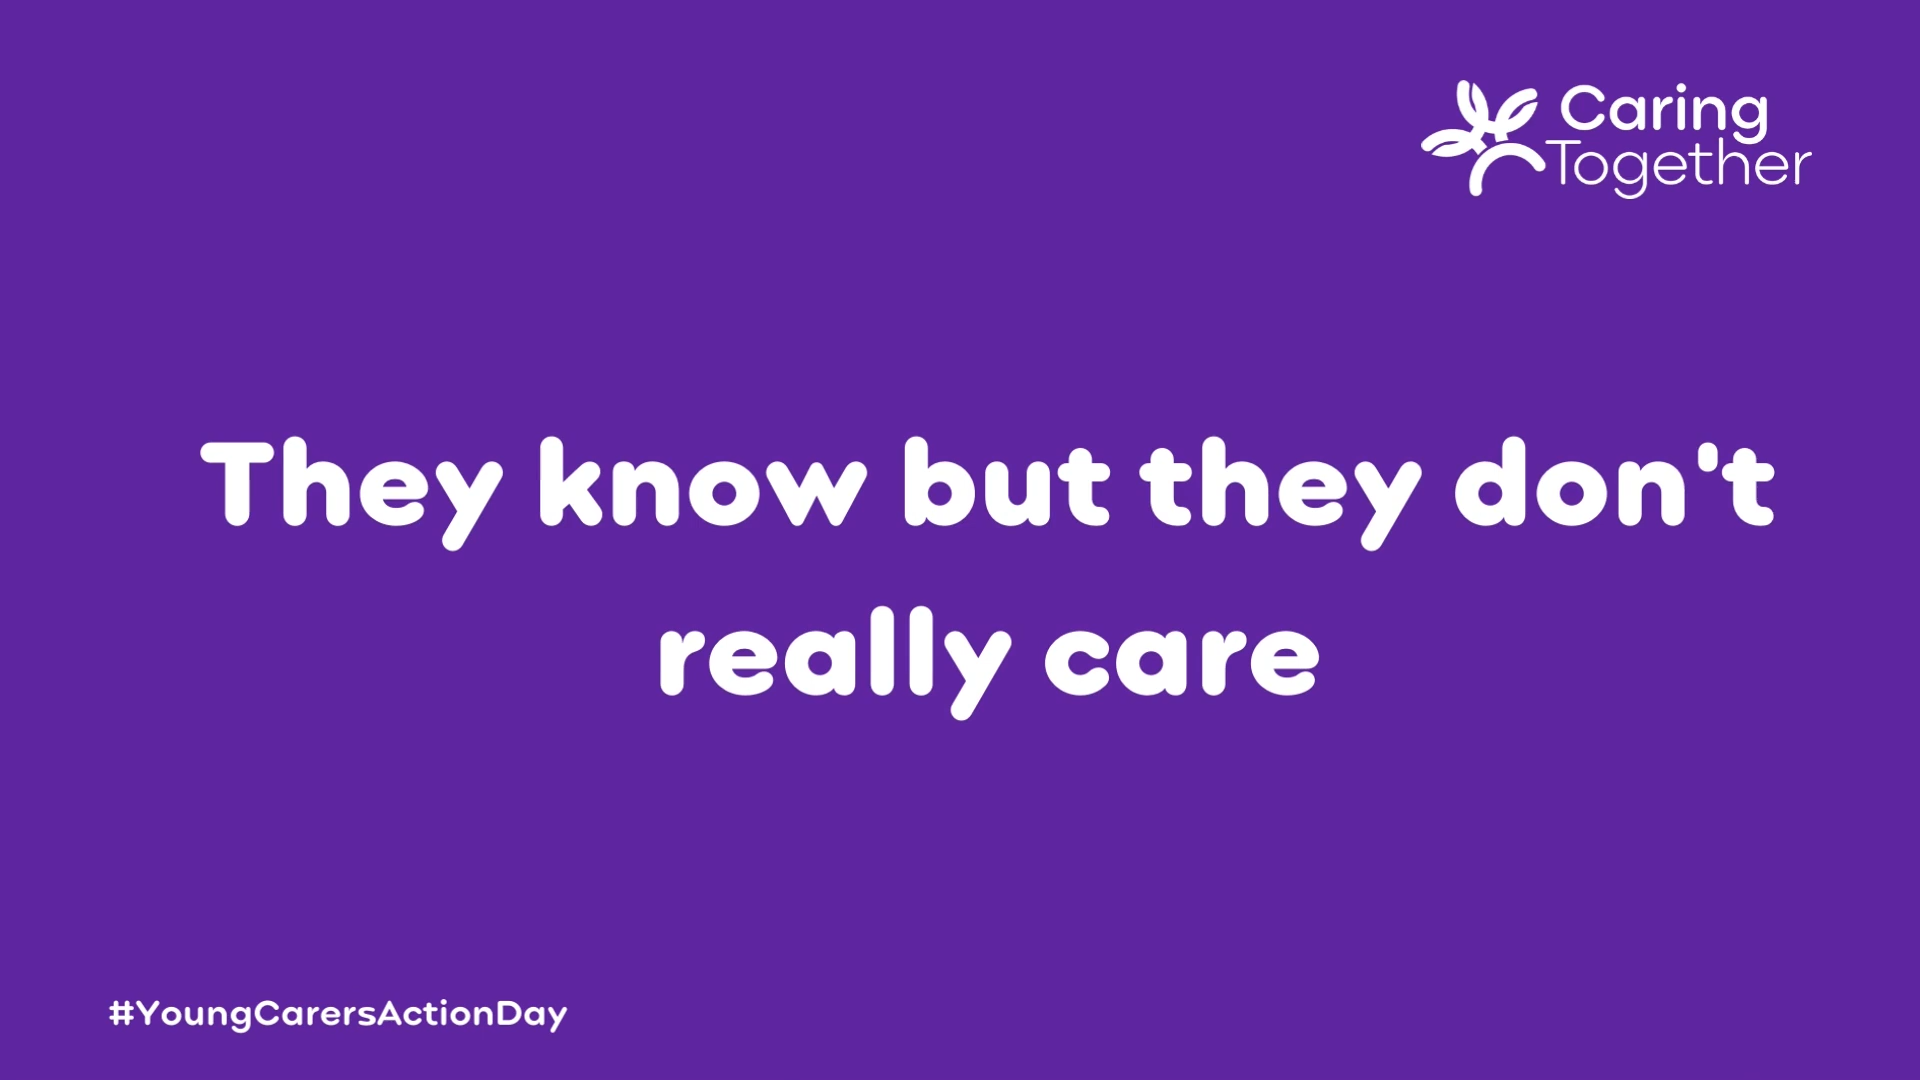 Caring
Together
They know but they don't
really care
#YoungCarersActionDay